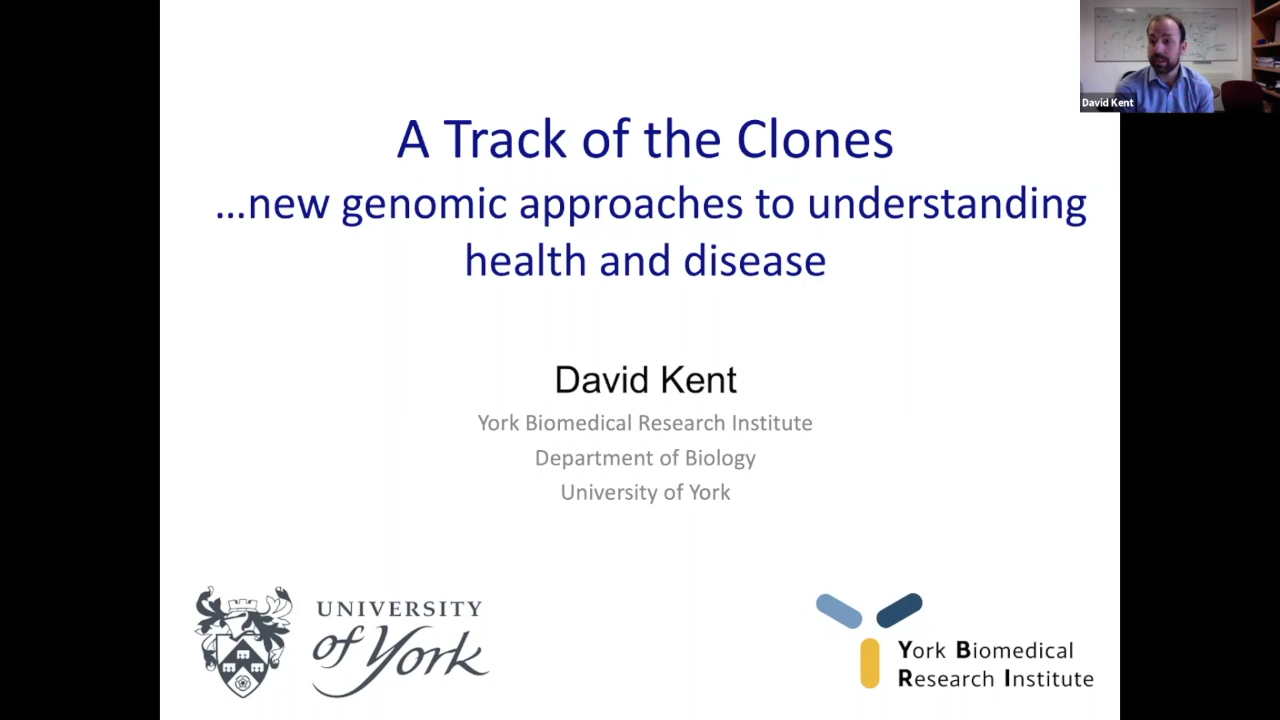 David Kent
A Track of the Clones
…new genomic approaches to understanding
health and disease
David Kent
York Biomedical Research Institute
Department of Biology
University of York
UNIVERSITY
of York
York Biomedical
Research Institute